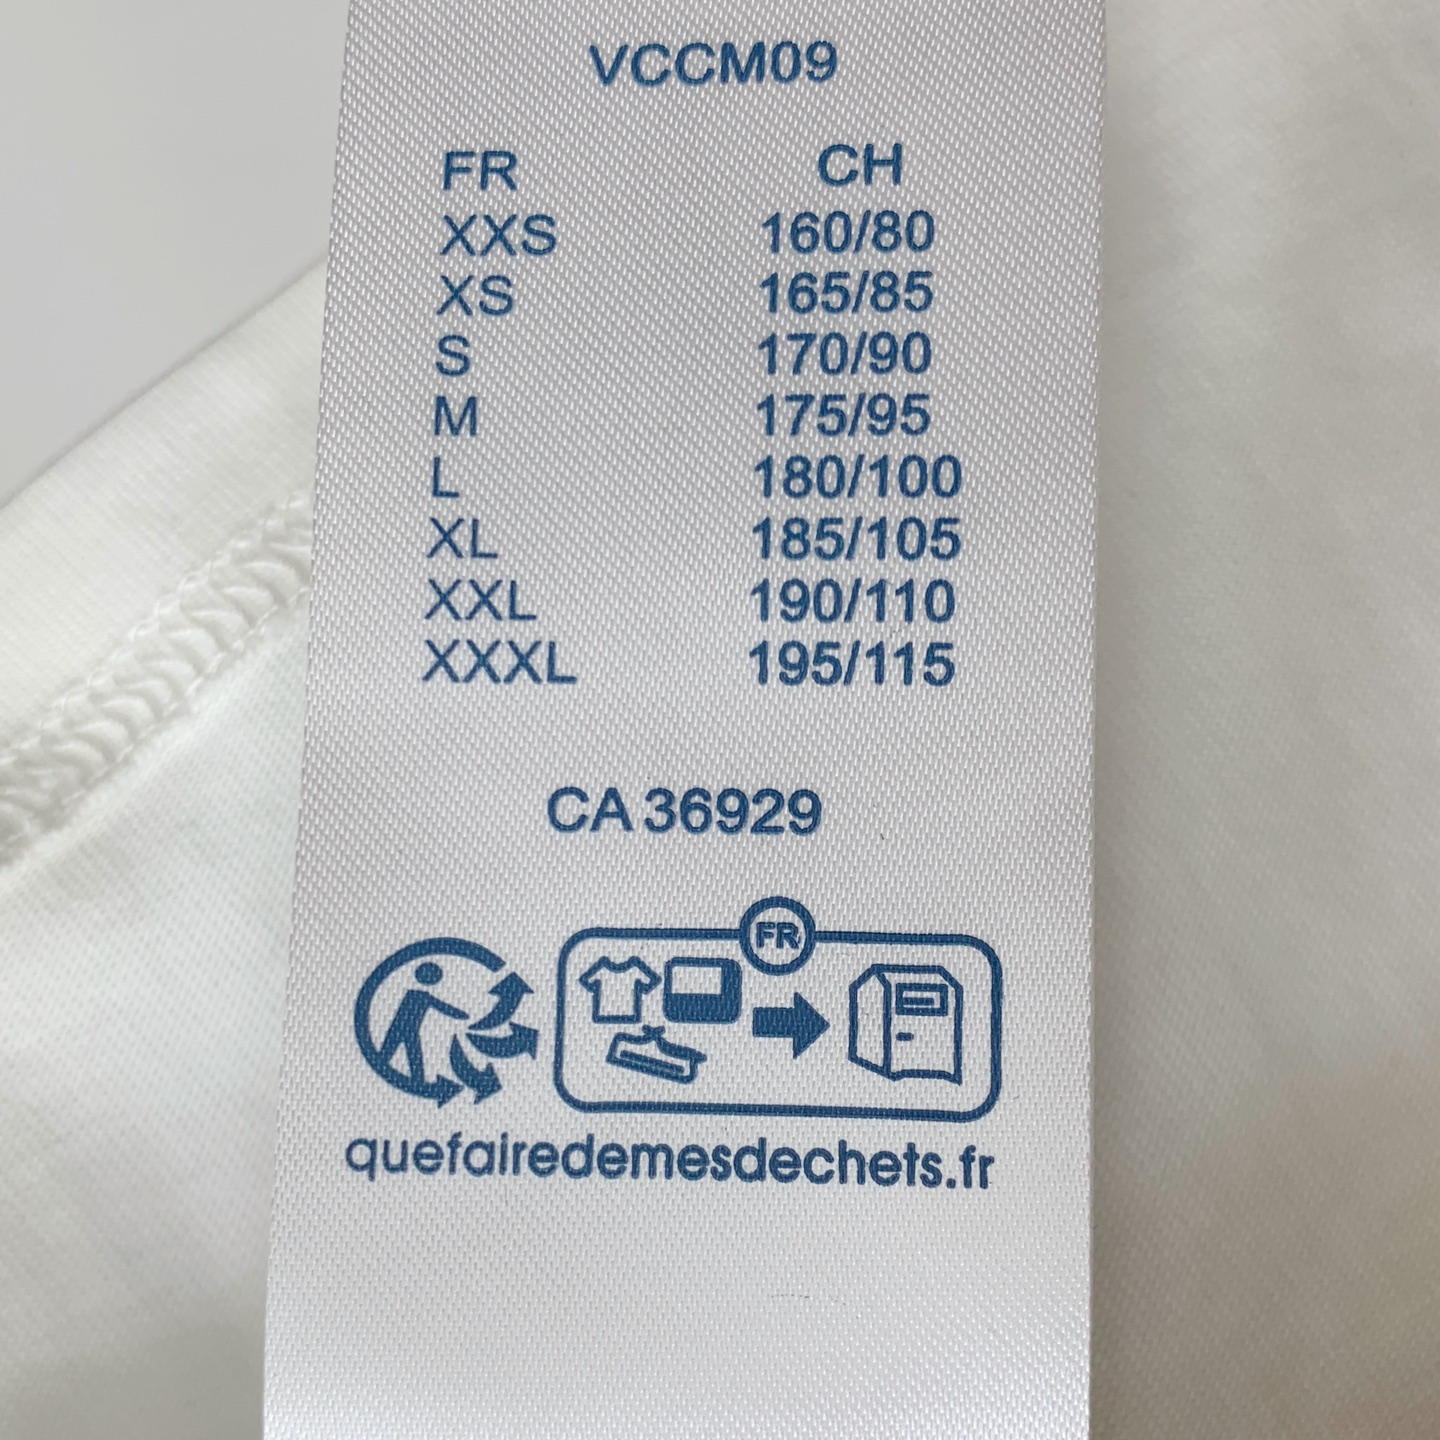 VCCM09
FR CH
XXS 160/80
XS 165/85
S 170/90
M 175/95
L 180/100
XL 185/105
XXL 190/110
XXXL 195/115
CA 36929
FR
quefairedemesdechets.fr